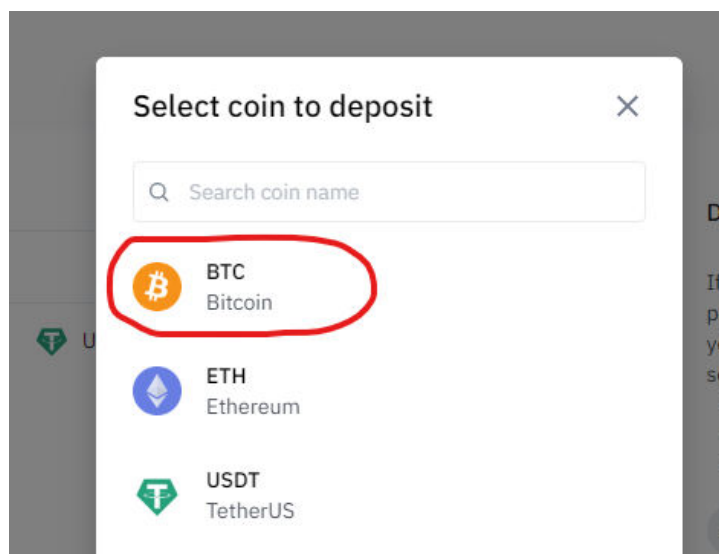 Select coin to deposit
Search coin name
BTC
Bitcoin
ETH
Ethereum
USDT
TetherUS